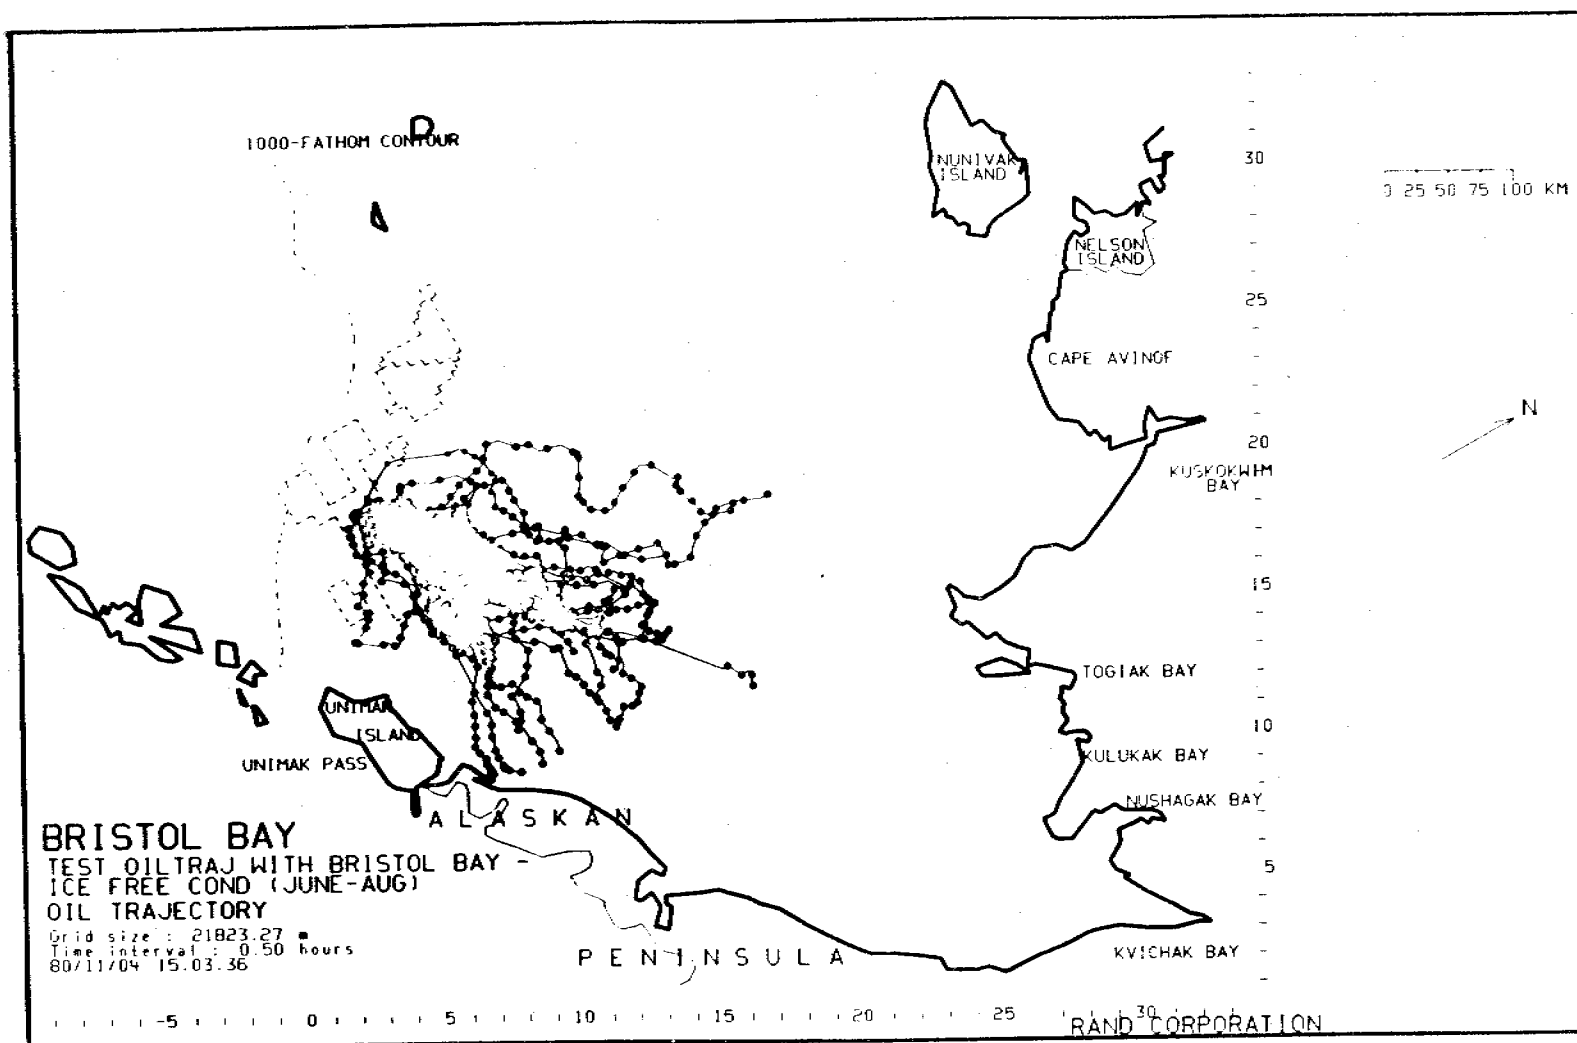 1000-FATHOM CONTOUR
NUNIVAK
ISLAND
30
0 25 50 75 100 KM
NELSON
ISLAND
25
CAPE AVINOF
N
20
KUSKOKWIM
BAY
15
TOGIAK BAY
UNIMAK
ISLAND
10
UNIMAK PASS
KULUKAK BAY
NUSHAGAK BAY
ALASKAN
BRISTOL BAY
TEST OILTRAJ WITH BRISTOL BAY -
ICE FREE COND (JUNE-AUG)
5
OIL TRAJECTORY
Grid size : 21823.27 m
Time interval : 0.50 hours
80/11/04 15.03.36
PENINSULA
KVICHAK BAY
-5 0 5 10 15 20 25 30
RAND CORPORATION